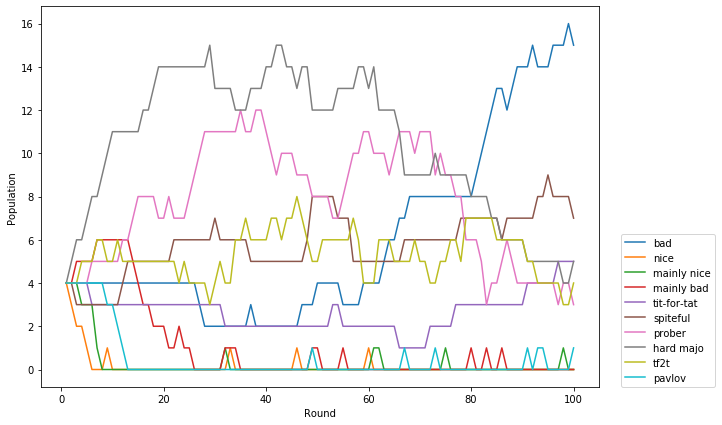 16
14
12
10
8
6
4
2
0
Population
0
20
40
60
80
100
Round
bad
nice
mainly nice
mainly bad
tit-for-tat
spiteful
prober
hard majo
tf2t
pavlov